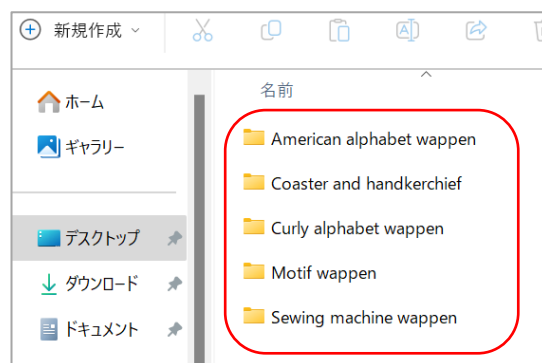 新規作成
名前
ホーム
ギャラリー
デスクトップ
ダウンロード
ドキュメント
American alphabet wappen
Coaster and handkerchief
Curly alphabet wappen
Motif wappen
Sewing machine wappen